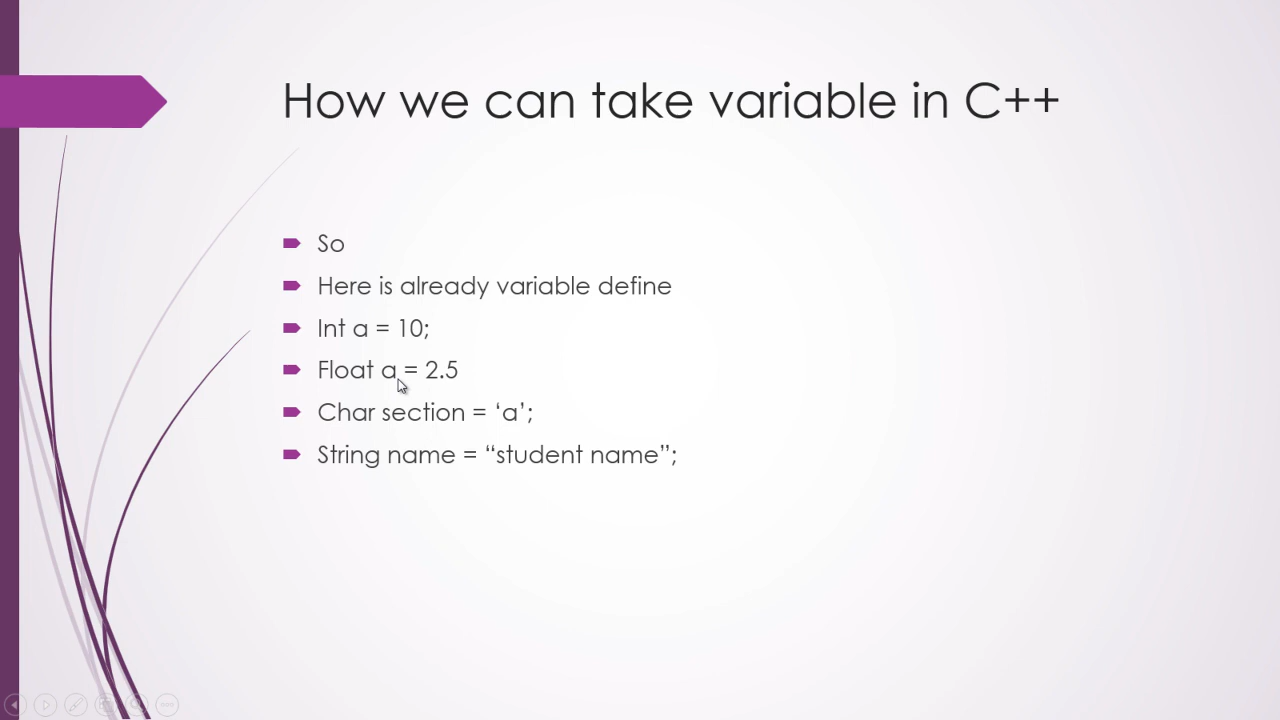 How we can take variable in C++
So
Here is already variable define
Int a = 10;
Float a = 2.5
Char section = ‘a’;
String name = “student name”;